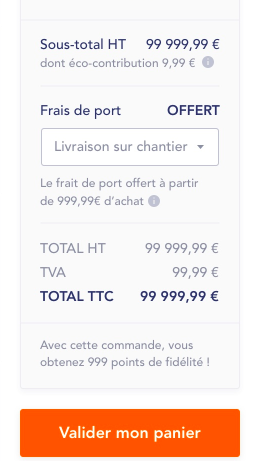 Sous-total HT 99 999,99 €
dont éco-contribution 9,99 € i
Frais de port OFFERT
Livraison sur chantier
Le frait de port offert à partir
de 999,99€ d'achat i
TOTAL HT 99 999,99 €
TVA 99,99 €
TOTAL TTC 99 999,99 €
Avec cette commande, vous
obtenez 999 points de fidélité !
Valider mon panier